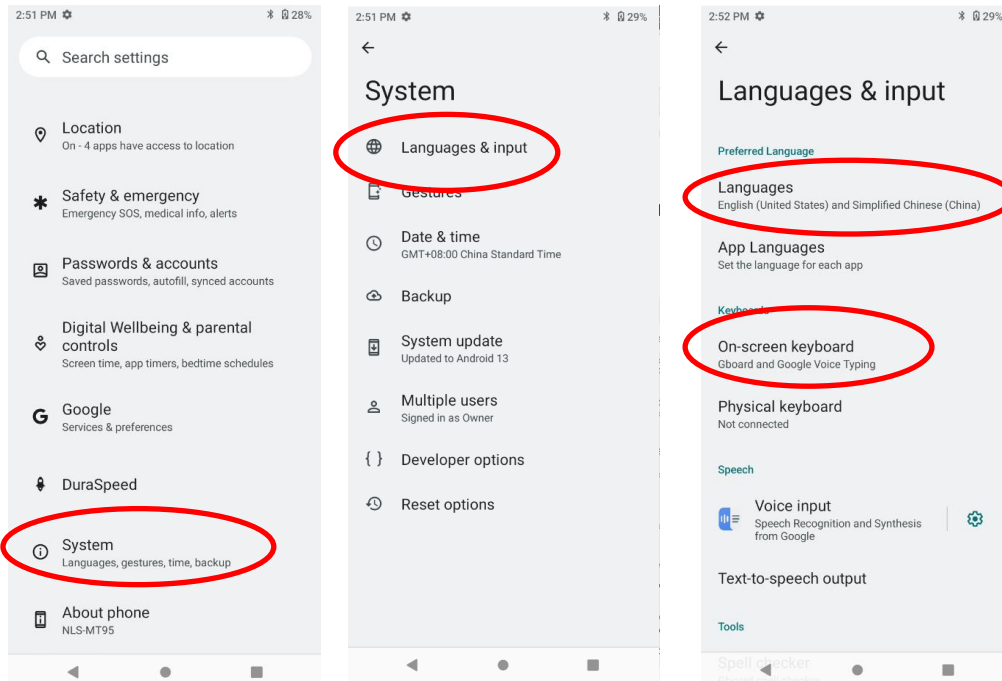 2:51 PM 28%
Search settings
Location
On - 4 apps have access to location
Safety & emergency
Emergency SOS, medical info, alerts
Passwords & accounts
Saved passwords, autofill, synced accounts
Digital Wellbeing & parental
controls
Screen time, app timers, bedtime schedules
Google
Services & preferences
DuraSpeed
System
Languages, gestures, time, backup
About phone
NLS-MT95
2:51 PM 29%
System
Languages & input
Gestures
Date & time
GMT+08:00 China Standard Time
Backup
System update
Updated to Android 13
Multiple users
Signed in as Owner
{ } Developer options
Reset options
2:52 PM 29%
Languages & input
Preferred Language
Languages
English (United States) and Simplified Chinese (China)
App Languages
Set the language for each app
Keyboards
On-screen keyboard
Gboard and Google Voice Typing
Physical keyboard
Not connected
Speech
Voice input
Speech Recognition and Synthesis
from Google
Text-to-speech output
Tools
Spell checker